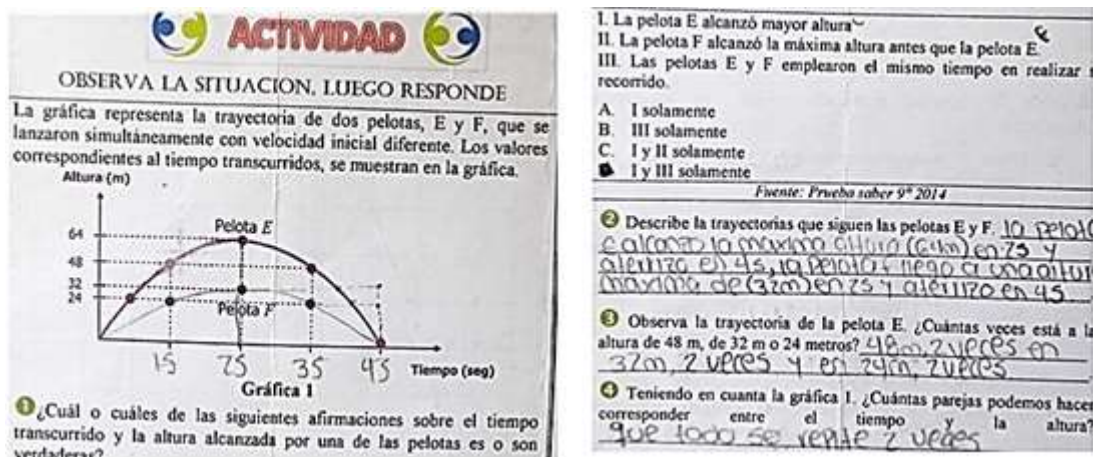 ACTIVIDAD
OBSERVA LA SITUACION. LUEGO RESPONDE
La gráfica representa la trayectoria de dos pelotas, E y F, que se
lanzaron simultáneamente con velocidad inicial diferente. Los valores
correspondientes al tiempo transcurridos, se muestran en la gráfica.
Altura (m)
64
48
32
24
Pelota E
Pelota F
1s 2s 3s 4s Tiempo (seg)
Gráfica 1
1 ¿Cuál o cuáles de las siguientes afirmaciones sobre el tiempo
transcurrido y la altura alcanzada por una de las pelotas es o son
verdaderas?
I. La pelota E alcanzó mayor altura
II. La pelota F alcanzó la máxima altura antes que la pelota E.
F
III. Las pelotas E y F emplearon el mismo tiempo en realizar
recorrido.
A. I solamente
B. III solamente
C. I y II solamente
I y III solamente
Fuente: Prueba saber 9° 2014
2 Describe la trayectorias que siguen las pelotas E y F. la pelota
alcanzo la maxima altura (64m) en 2s y
aterrizo en 4s, la pelota f llego a una altur
maxima de (32m) en 2s y aterrizo en 4s
3 Observa la trayectoria de la pelota E. ¿Cuántas veces está a la
altura de 48 m, de 32 m o 24 metros? 48m, 2 veces en
32m, 2 veces y en 24m, 2 veces
4 Teniendo en cuanta la gráfica 1. ¿Cuántas parejas podemos hacer
corresponder entre el tiempo y la altura?
que todo se repite 2 veces